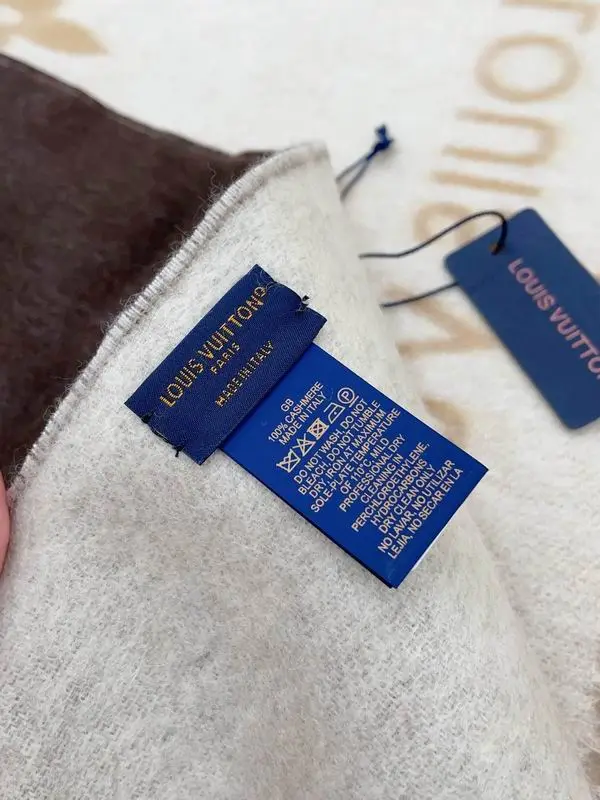 LOUIS VUITTON
PARIS
MADE IN ITALY
GB
100% CASHMERE
MADE IN ITALY
DO NOT WASH, DO NOT
BLEACH, DO NOT TUMBLE
DRY, IRON AT MAXIMUM
SOLE-PLATE TEMPERATURE
OF 110°C MILD
PROFESSIONAL DRY
CLEANING IN
PERCHLORETHYLENE,
HYDROCARBONS,
DRY CLEAN ONLY
NO LAVAR, NO UTILIZAR
LEJIA, NO SECAR EN LA
LOUIS VUITTON